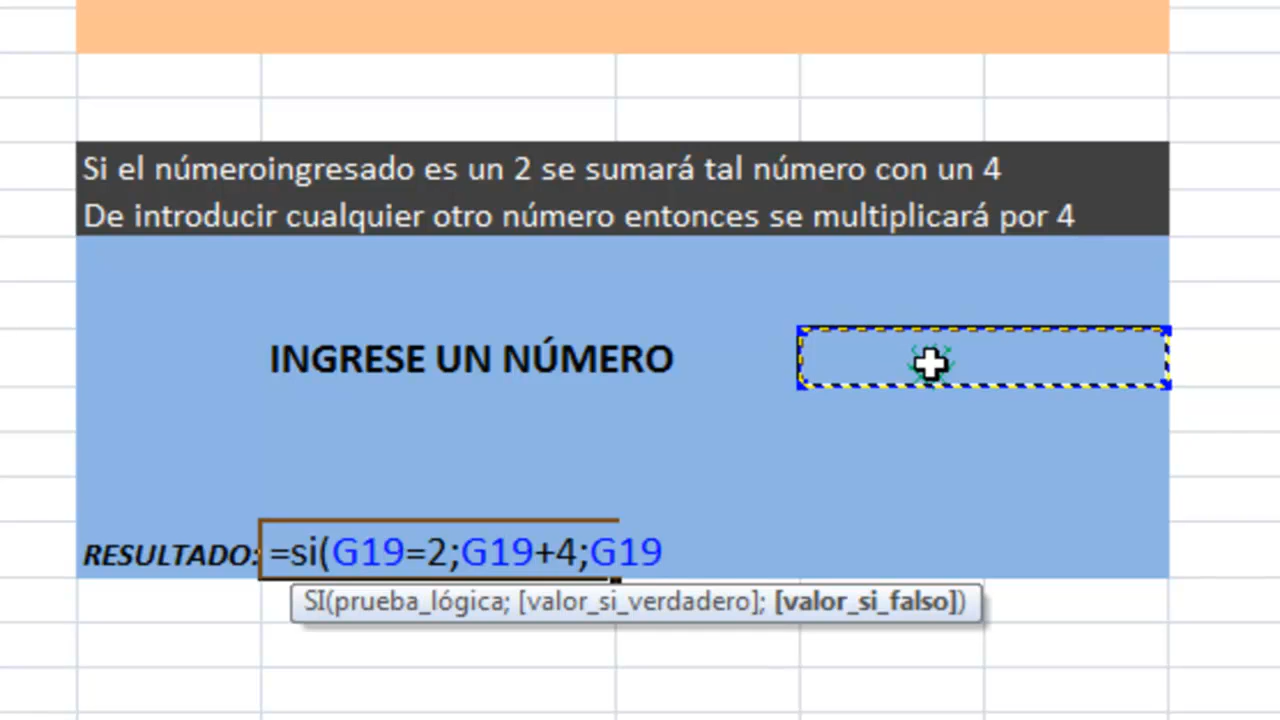 Si el númeroingresado es un 2 se sumará tal número con un 4
De introducir cualquier otro número entonces se multiplicará por 4
INGRESE UN NÚMERO
RESULTADO: =si(G19=2;G19+4;G19
SI(prueba_lógica; [valor_si_verdadero]; [valor_si_falso])